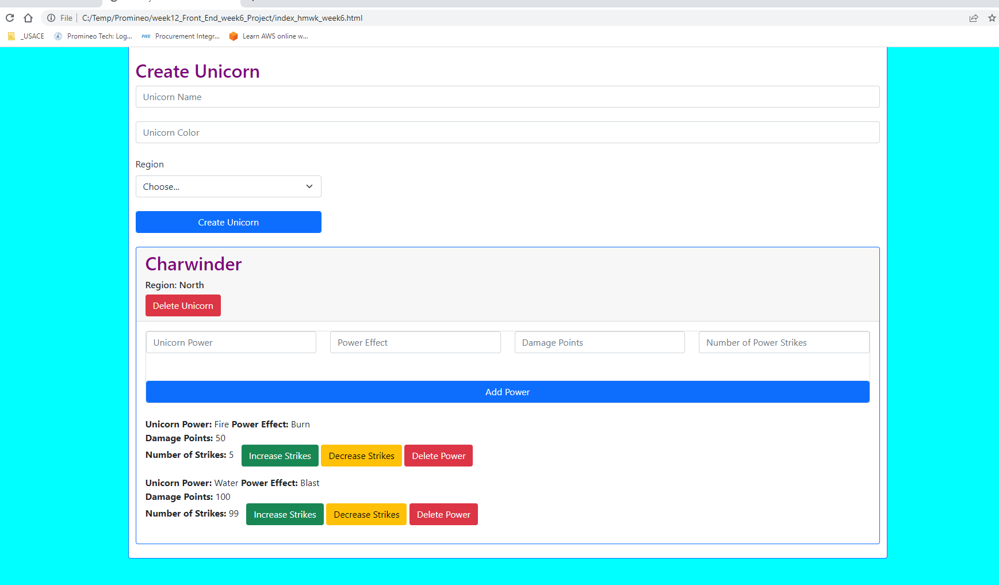 File C:/Temp/Promineo/week12_Front_End_week6_Project/index_hmwk_week6.html
_USACE Promineo Tech: Log... PIEE Procurement Integr... Learn AWS online w...
Create Unicorn
Unicorn Name
Unicorn Color
Region
Choose...
Create Unicorn
Charwinder
Region: North
Delete Unicorn
Unicorn Power Power Effect Damage Points Number of Power Strikes
Add Power
Unicorn Power: Fire Power Effect: Burn
Damage Points: 50
Number of Strikes: 5 Increase Strikes Decrease Strikes Delete Power
Unicorn Power: Water Power Effect: Blast
Damage Points: 100
Number of Strikes: 99 Increase Strikes Decrease Strikes Delete Power